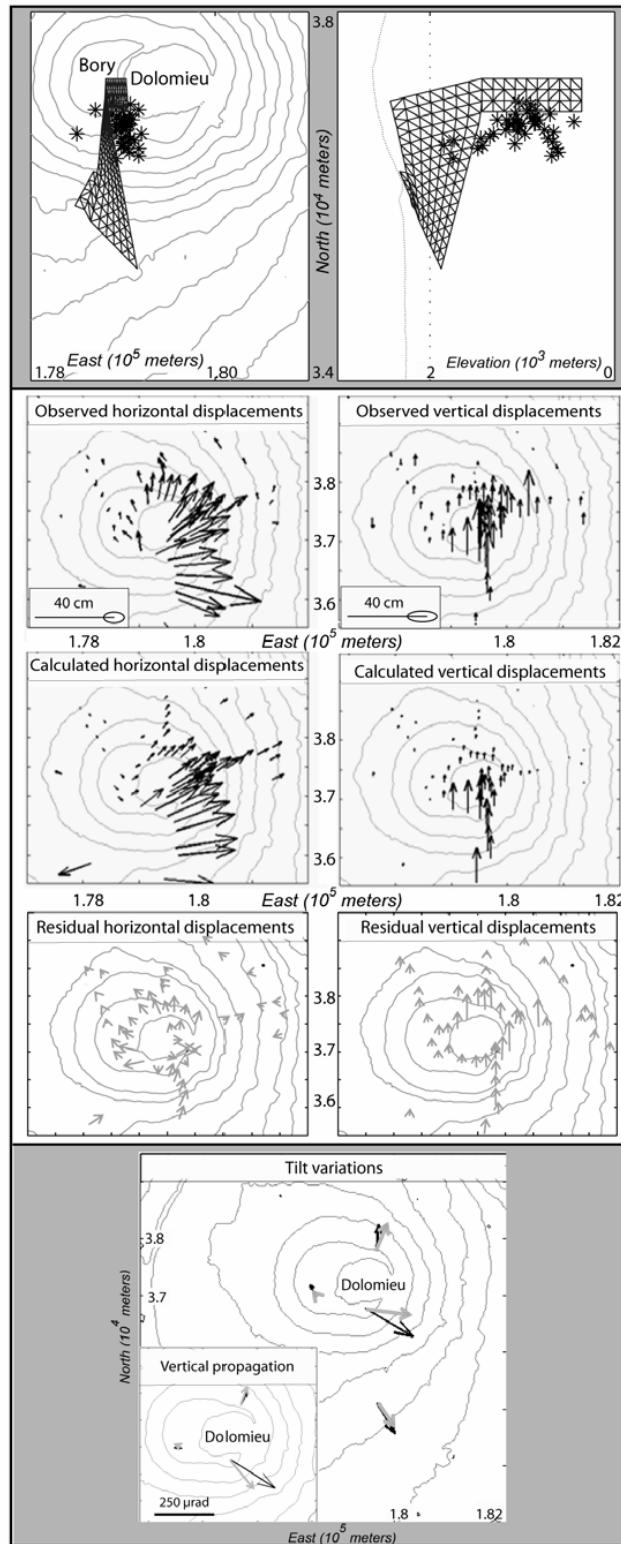 Bory
Dolomieu
3.8
North (10⁴ meters)
3.4
East (10⁵ meters)
1.78
1.80
Elevation (10³ meters)
2
0
Observed horizontal displacements
Observed vertical displacements
3.8
3.7
3.6
40 cm
40 cm
1.78
1.8
East (10⁵ meters)
1.8
1.82
Calculated horizontal displacements
Calculated vertical displacements
3.8
3.7
3.6
1.78
1.8
East (10⁵ meters)
1.8
1.82
Residual horizontal displacements
Residual vertical displacements
3.8
3.7
3.6
Tilt variations
3.8
3.7
North (10⁴ meters)
Dolomieu
Vertical propagation
Dolomieu
250 µrad
1.8
1.82
East (10⁵ meters)